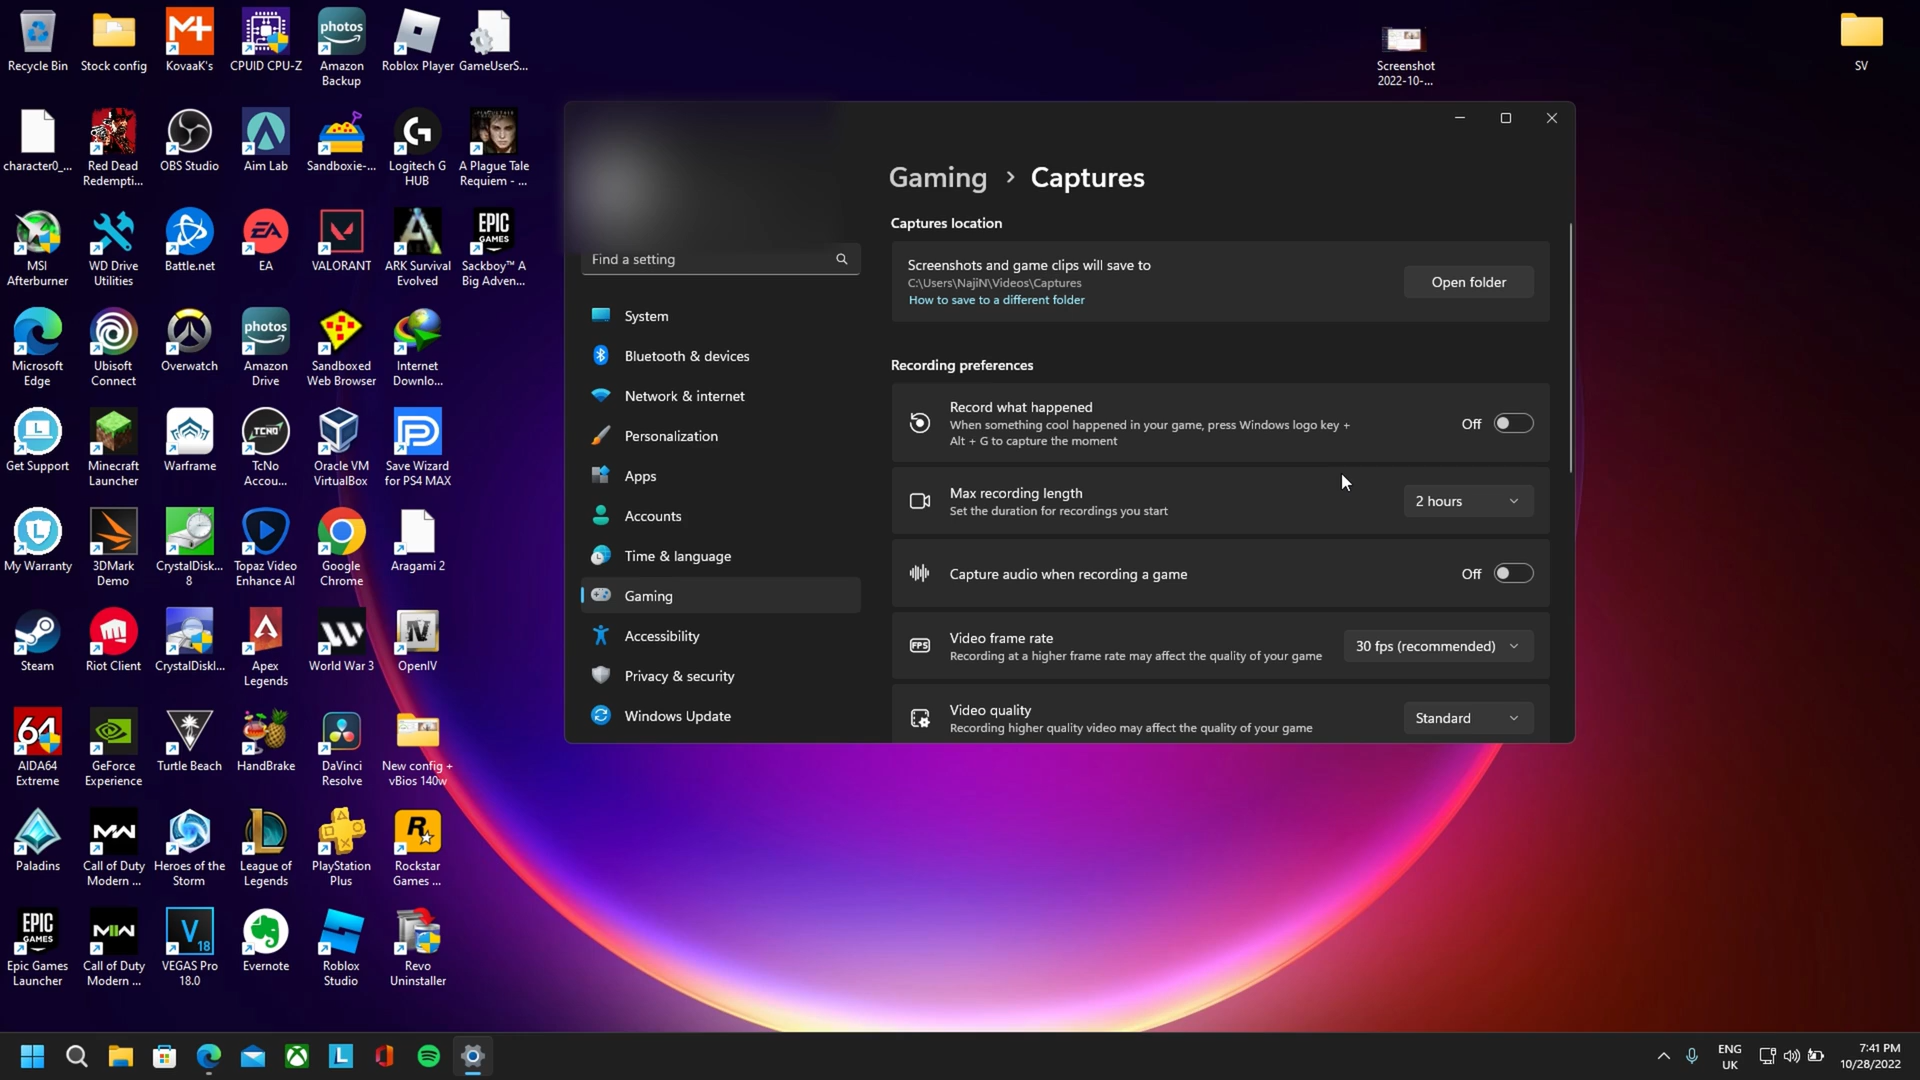 Recycle Bin
Stock config
KovaaK's
CPUID CPU-Z
photos
Amazon
Backup
Roblox Player
GameUserS...
Screenshot
2022-10-...
SV
character0_...
Red Dead
Redempti...
OBS Studio
Aim Lab
Sandboxie-...
Logitech G
HUB
A Plague Tale
Requiem - ...
MSI
Afterburner
WD Drive
Utilities
Battle.net
EA
VALORANT
ARK Survival
Evolved
EPIC
GAMES
Sackboy™ A
Big Adven...
Microsoft
Edge
Ubisoft
Connect
Overwatch
photos
Amazon
Drive
Sandboxed
Web Browser
Internet
Downlo...
Get Support
Minecraft
Launcher
Warframe
TCNO
TcNo
Accou...
Oracle VM
VirtualBox
Save Wizard
for PS4 MAX
My Warranty
3DMark
Demo
CrystalDisk...
8
Topaz Video
Enhance AI
Google
Chrome
Aragami 2
Steam
Riot Client
CrystalDiskI...
Apex
Legends
World War 3
OpenIV
64
AIDA64
Extreme
GeForce
Experience
Turtle Beach
HandBrake
DaVinci
Resolve
New config +
vBios 140w
Paladins
Call of Duty
Modern ...
Heroes of the
Storm
League of
Legends
PlayStation
Plus
Rockstar
Games ...
EPIC
GAMES
Epic Games
Launcher
Call of Duty
Modern ...
V
18
VEGAS Pro
18.0
Evernote
Roblox
Studio
Revo
Uninstaller
Find a setting
System
Bluetooth & devices
Network & internet
Personalization
Apps
Accounts
Time & language
Gaming
Accessibility
Privacy & security
Windows Update
Gaming > Captures
Captures location
Screenshots and game clips will save to
C:\Users\NajiN\Videos\Captures
How to save to a different folder
Open folder
Recording preferences
Record what happened
When something cool happened in your game, press Windows logo key +
Alt + G to capture the moment
Off
Max recording length
Set the duration for recordings you start
2 hours
Capture audio when recording a game
Off
FPS
Video frame rate
Recording at a higher frame rate may affect the quality of your game
30 fps (recommended)
Video quality
Recording higher quality video may affect the quality of your game
Standard
L
ENG
UK
7:41 PM
10/28/2022